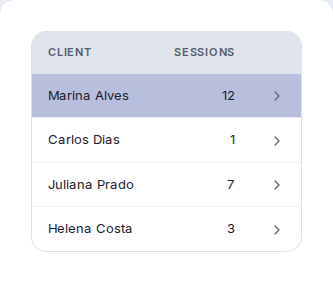 CLIENT SESSIONS
Marina Alves 12
Carlos Dias 1
Juliana Prado 7
Helena Costa 3